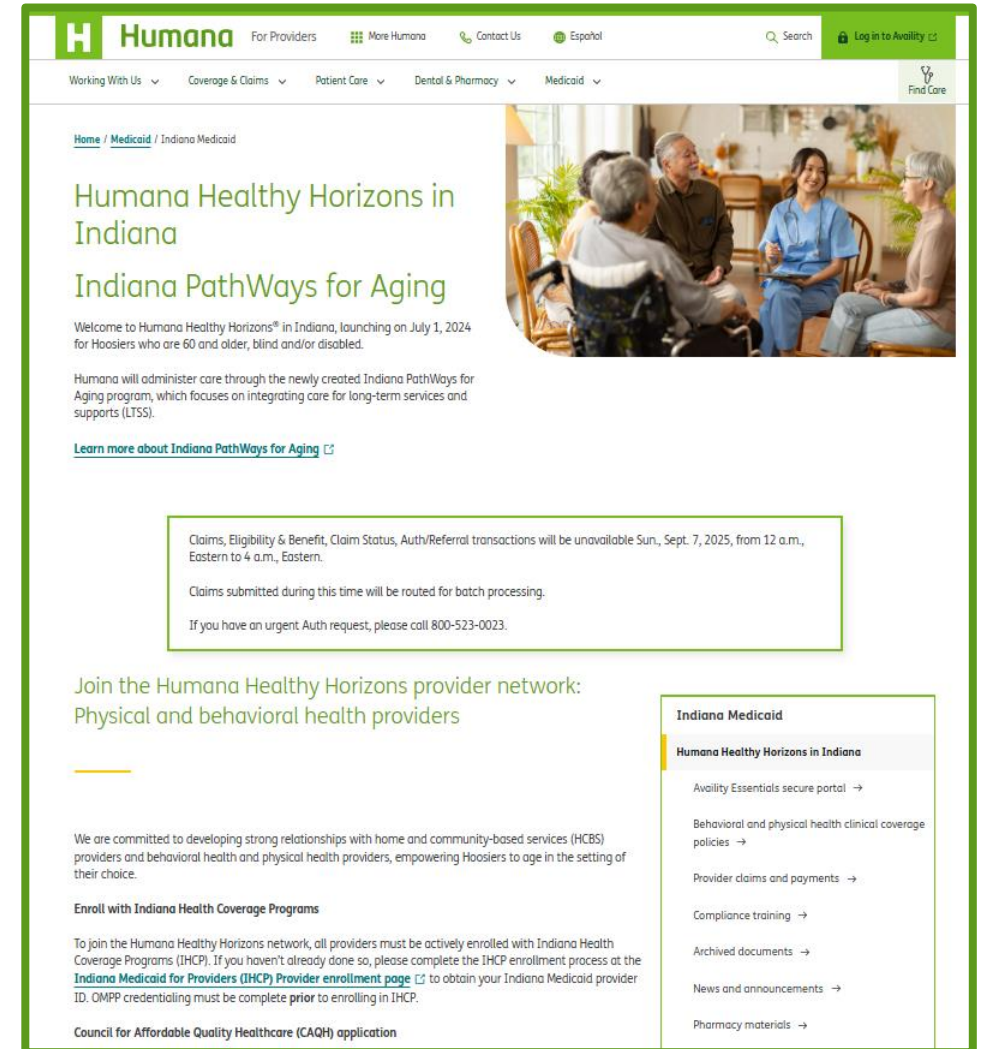 H Humana For Providers More Humana Contact Us Español Search Log in to Availity
Working With Us Coverage & Claims Patient Care Dental & Pharmacy Medicaid Find Care
Home / Medicaid / Indiana Medicaid
Humana Healthy Horizons in
Indiana
Indiana PathWays for Aging
Welcome to Humana Healthy Horizons® in Indiana, launching on July 1, 2024
for Hoosiers who are 60 and older, blind and/or disabled.
Humana will administer care through the newly created Indiana PathWays for
Aging program, which focuses on integrating care for long-term services and
supports (LTSS).
Learn more about Indiana PathWays for Aging
Claims, Eligibility & Benefit, Claim Status, Auth/Referral transactions will be unavailable Sun., Sept. 7, 2025, from 12 a.m.,
Eastern to 4 a.m., Eastern.
Claims submitted during this time will be routed for batch processing.
If you have an urgent Auth request, please call 800-523-0023.
Join the Humana Healthy Horizons provider network:
Physical and behavioral health providers
We are committed to developing strong relationships with home and community-based services (HCBS)
providers and behavioral health and physical health providers, empowering Hoosiers to age in the setting of
their choice.
Enroll with Indiana Health Coverage Programs
To join the Humana Healthy Horizons network, all providers must be actively enrolled with Indiana Health
Coverage Programs (IHCP). If you haven't already done so, please complete the IHCP enrollment process at the
Indiana Medicaid for Providers (IHCP) Provider enrollment page to obtain your Indiana Medicaid provider
ID. OMPP credentialing must be complete prior to enrolling in IHCP.
Council for Affordable Quality Healthcare (CAQH) application
Indiana Medicaid
Humana Healthy Horizons in Indiana
Availity Essentials secure portal →
Behavioral and physical health clinical coverage
policies →
Provider claims and payments →
Compliance training →
Archived documents →
News and announcements →
Pharmacy materials →